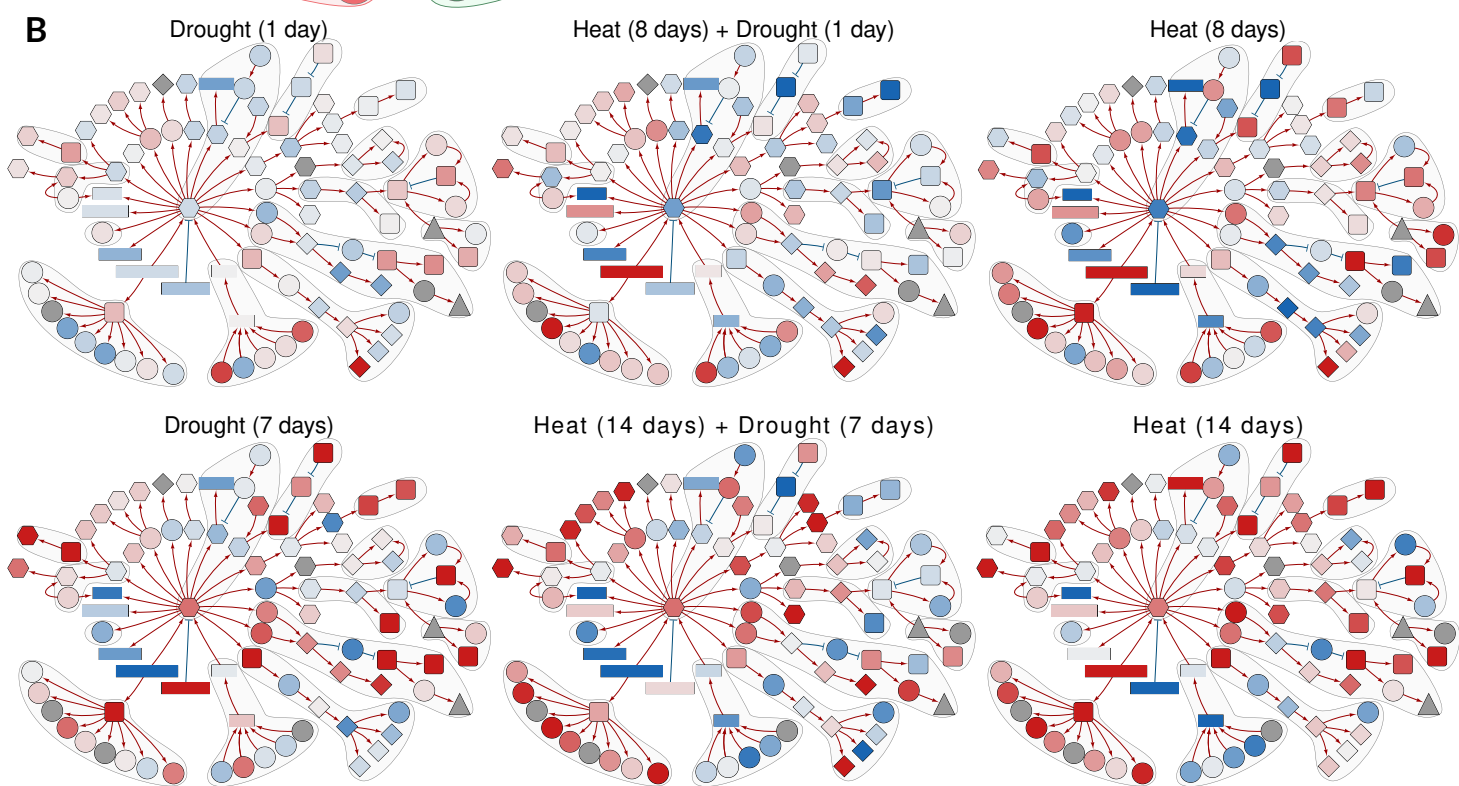 B
Drought (1 day)
Heat (8 days) + Drought (1 day)
Heat (8 days)
Drought (7 days)
Heat (14 days) + Drought (7 days)
Heat (14 days)